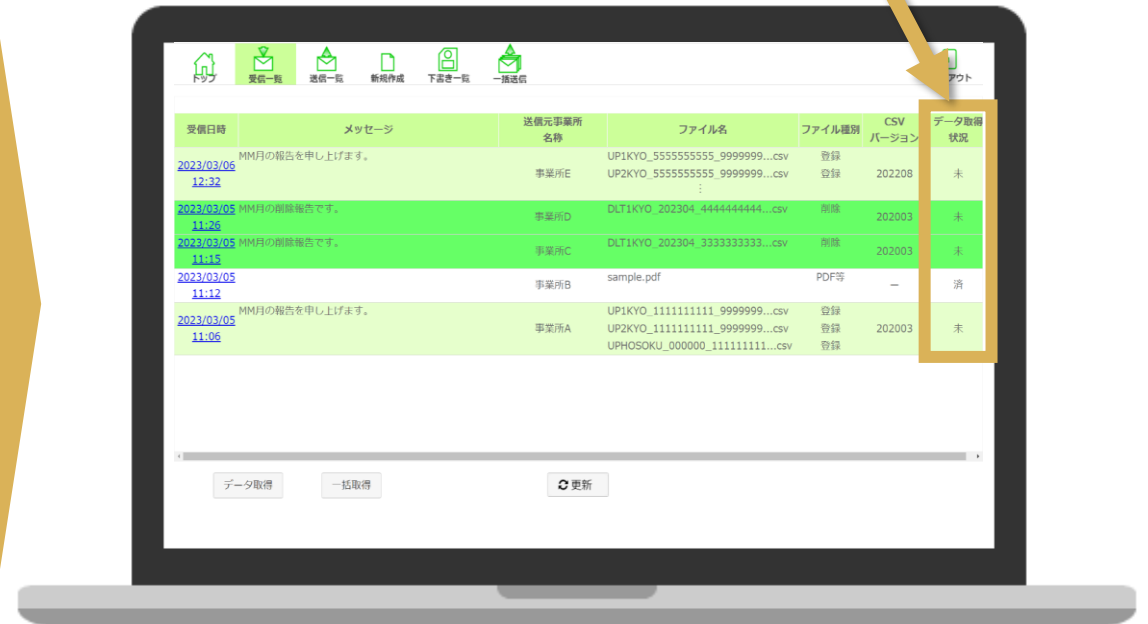 トップ 受信一覧 送信一覧 新規作成 下書き一覧 一括送信 アウト
受信日時 メッセージ 送信元事業所 名称 ファイル名 ファイル種別 CSV バージョン データ取得 状況
2023/03/06 12:32 MM月の報告を申し上げます。 事業所E UP1KYO_5555555555_9999999...csv 登録 202208 未
UP2KYO_5555555555_9999999...csv 登録
⋮
2023/03/05 11:26 MM月の削除報告です。 事業所D DLT1KYO_202304_4444444444...csv 削除 202003 未
2023/03/05 11:15 MM月の削除報告です。 事業所C DLT1KYO_202304_3333333333...csv 削除 202003 未
2023/03/05 11:12 事業所B sample.pdf PDF等 — 済
2023/03/05 11:06 MM月の報告を申し上げます。 事業所A UP1KYO_1111111111_9999999...csv 登録 202003 未
UP2KYO_1111111111_9999999...csv 登録
UPHOSOKU_000000_111111111...csv 登録
データ取得 一括取得 更新